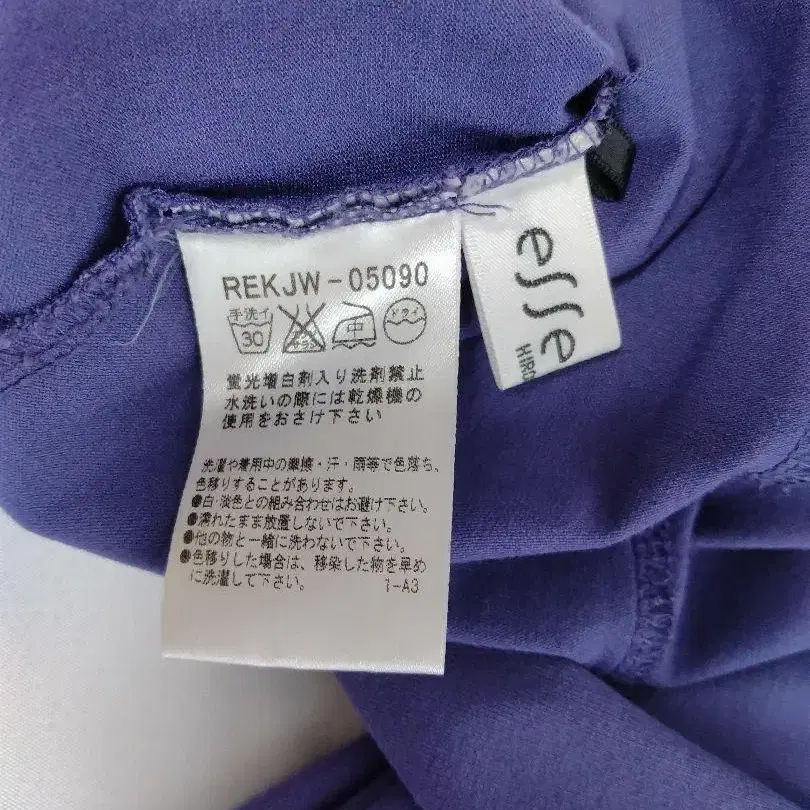 REKJW-05090
手洗イ
30
中
ドライ
蛍光増白剤入り洗剤禁止
水洗いの際には乾燥機の
使用をおさけ下さい
洗濯や着用中の摩擦・汗・雨等で色落ち、
色移りすることがあります。
●白・淡色との組み合わせはお避け下さい。
●濡れたまま放置しないで下さい。
●他の物と一緒に洗わないで下さい。
●色移りした場合は、移染した物を早め
に洗濯して下さい。
1-A3
esse
HIRO